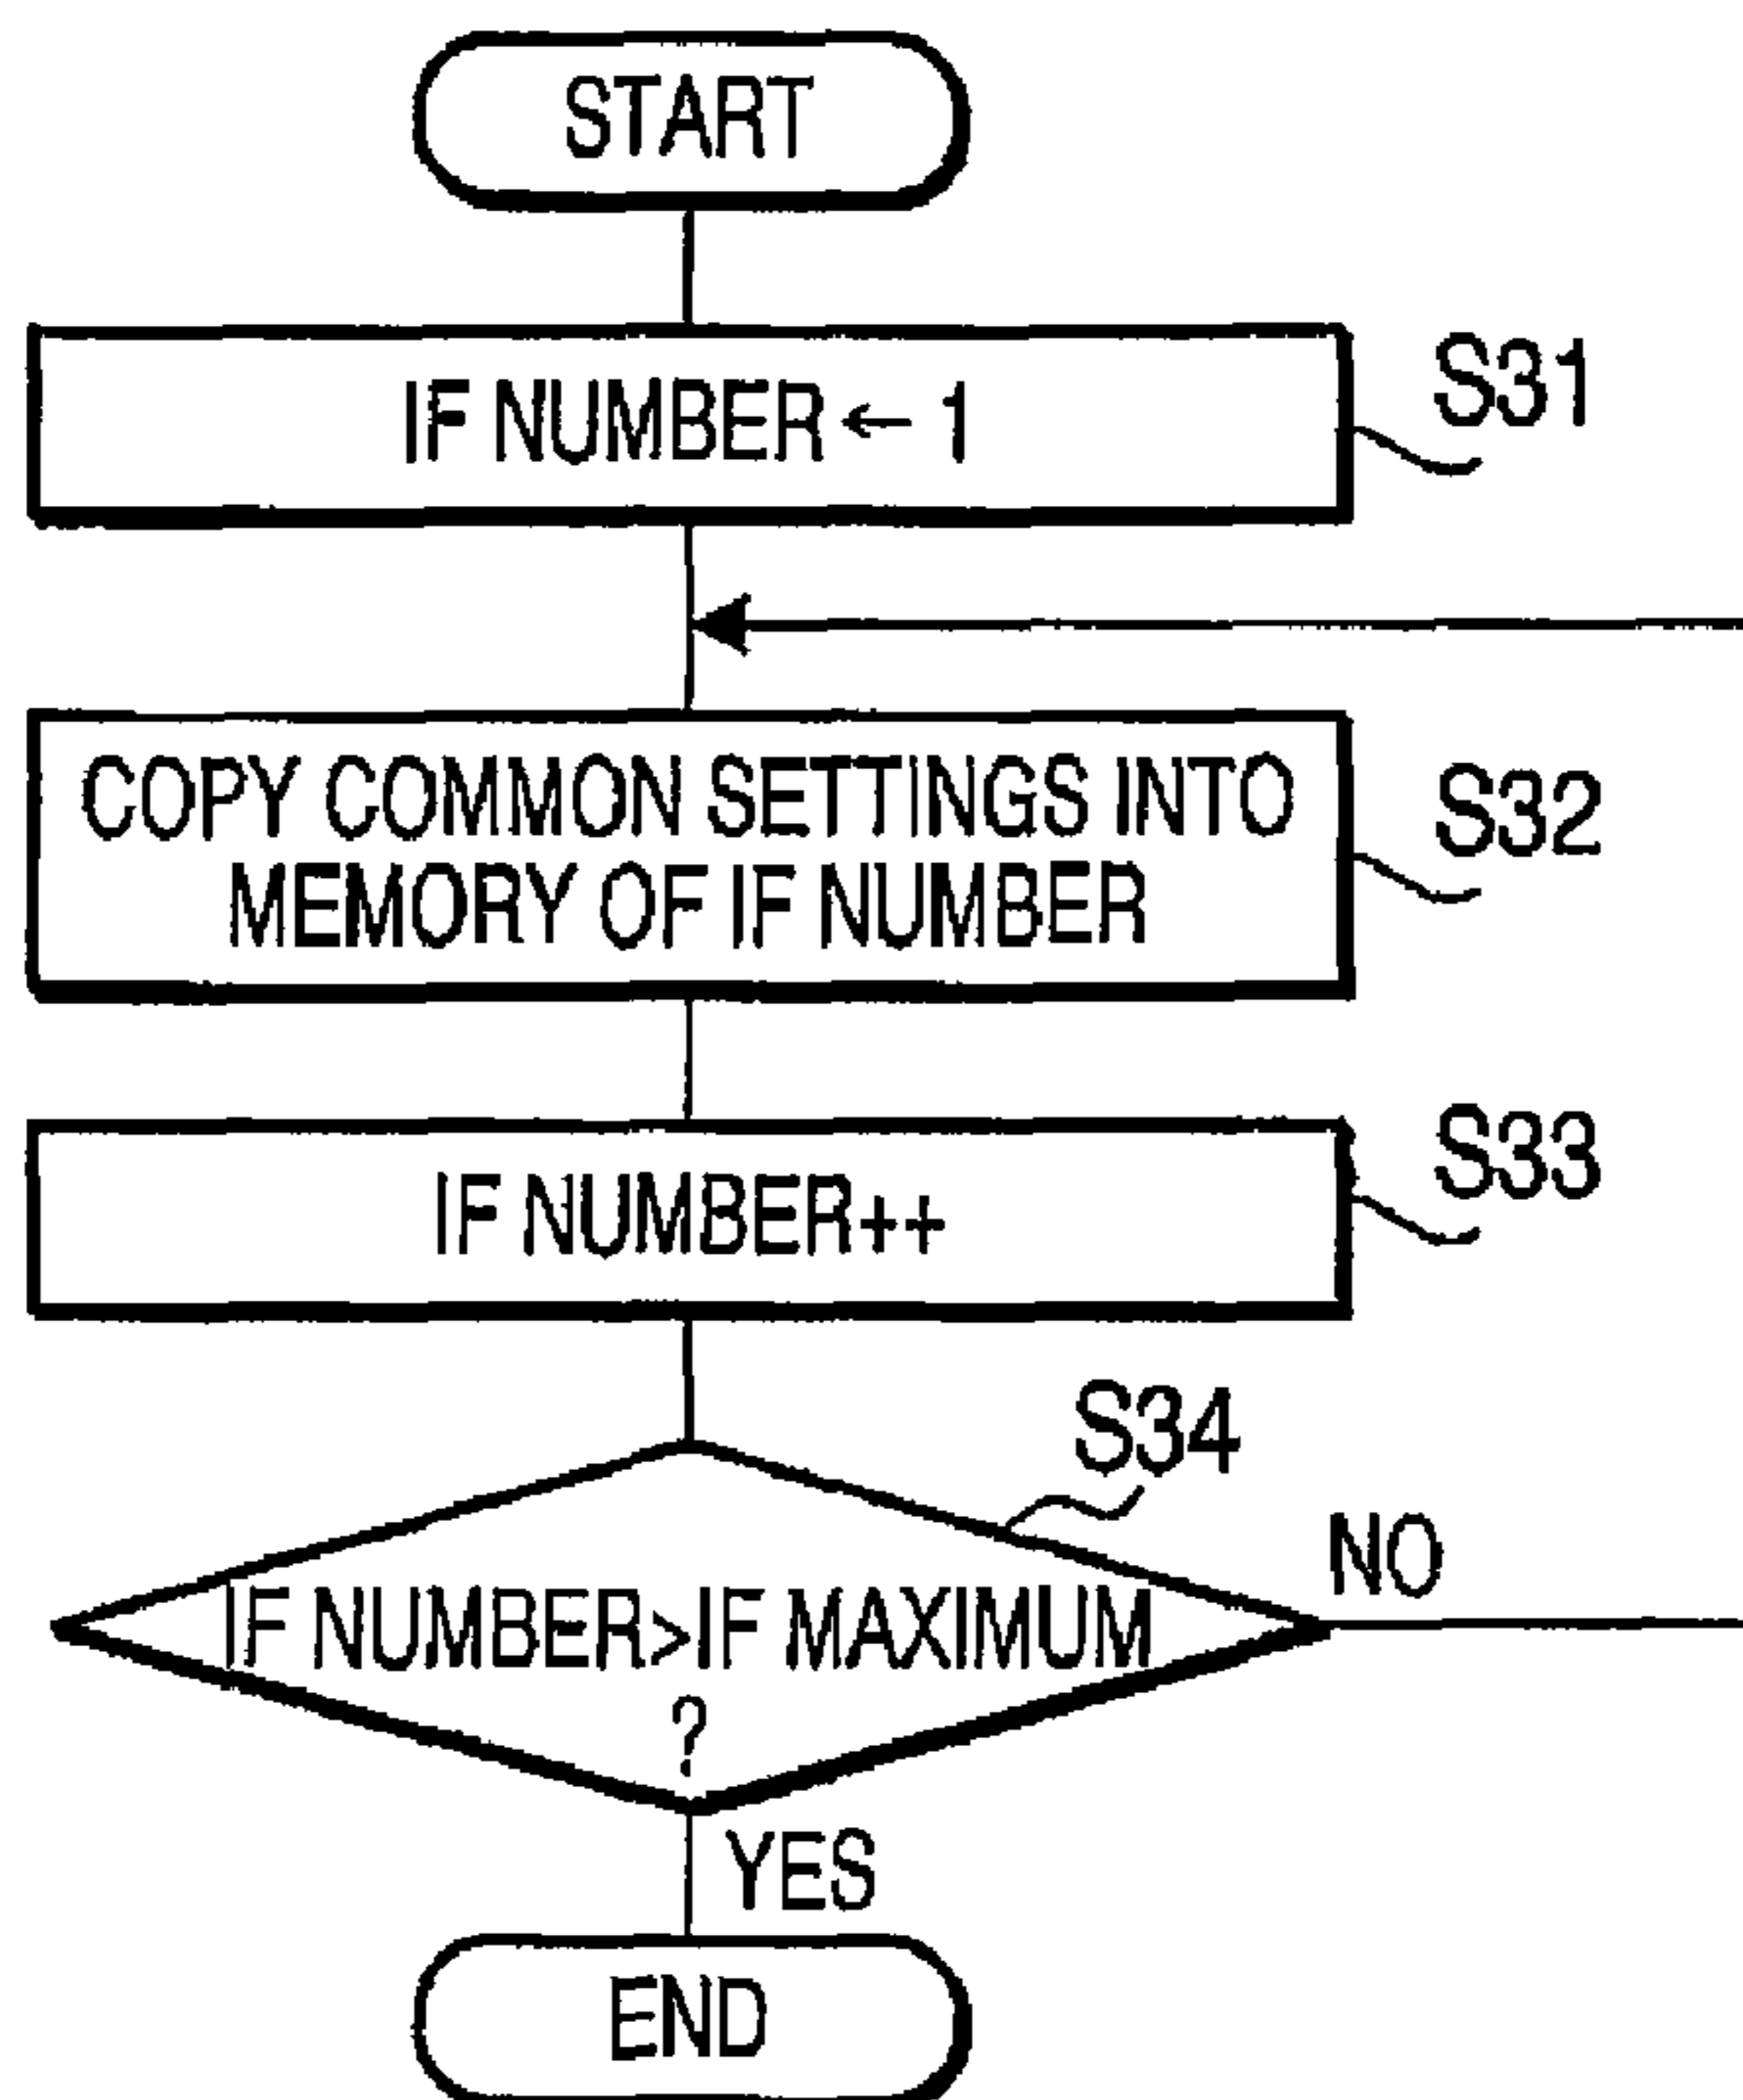 START
IF NUMBER ← 1
S31
COPY COMMON SETTINGS INTO
MEMORY OF IF NUMBER
S32
IF NUMBER++
S33
S34
IF NUMBER>IF MAXIMUM
?
NO
YES
END